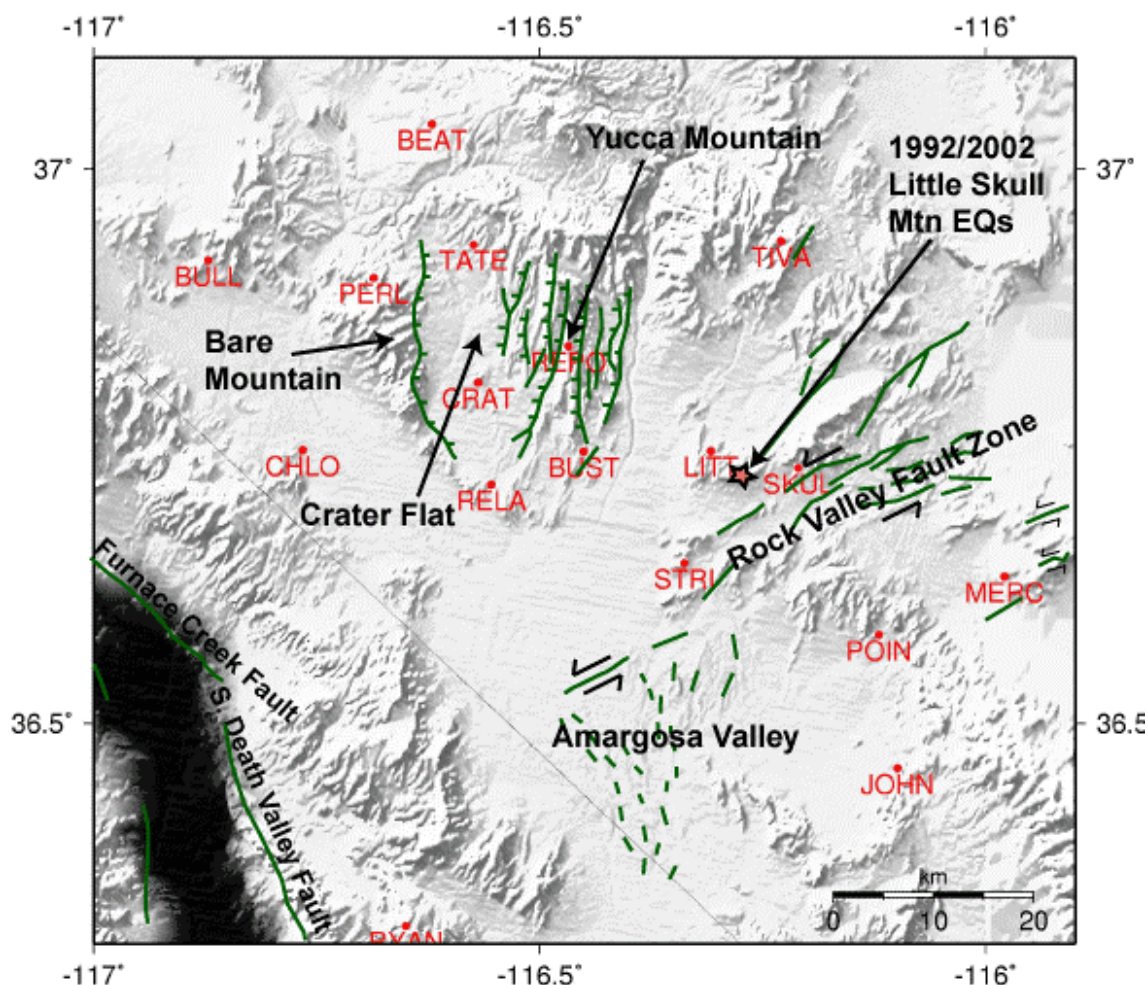 -117˚
-116.5˚
-116˚
BEAT
Yucca Mountain
1992/2002
Little Skull
Mtn EQs
37˚
37˚
TATE
TIVA
BULL
PERL
Bare
Mountain
REPO
CRAT
CHLO
BUST
LITT
SKUL
RELA
Crater Flat
Rock Valley Fault Zone
STRI
MERC
Furnace Creek Fault
POIN
36.5˚
36.5
S. Death Valley Fault
Amargosa Valley
JOHN
km
0
10
20
RYAN
-117˚
-116.5˚
-116˚